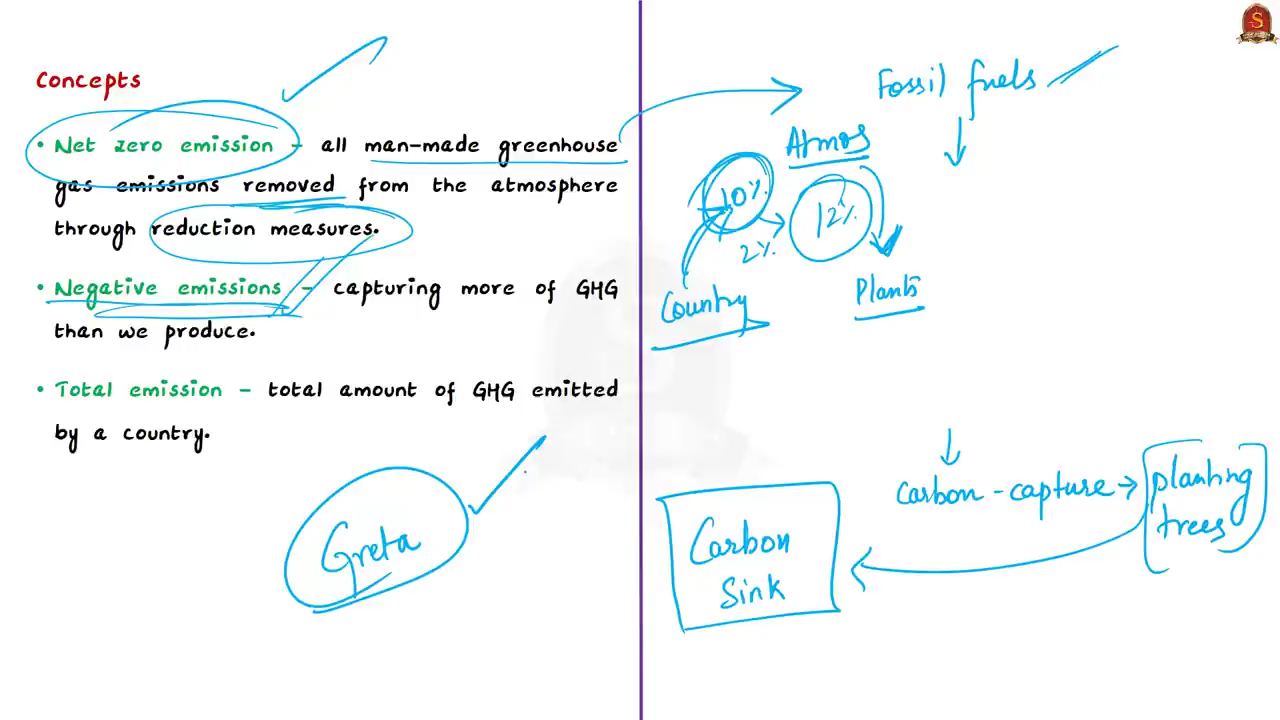 Concepts
• Net zero emission – all man-made greenhouse
gas emissions removed from the atmosphere
through reduction measures.
• Negative emissions – capturing more of GHG
than we produce.
• Total emission – total amount of GHG emitted
by a country.
Greta
Fossil fuels
Atmos
10%
12%
2%
Country
Plants
carbon-capture → planting
trees
Carbon
Sink
S